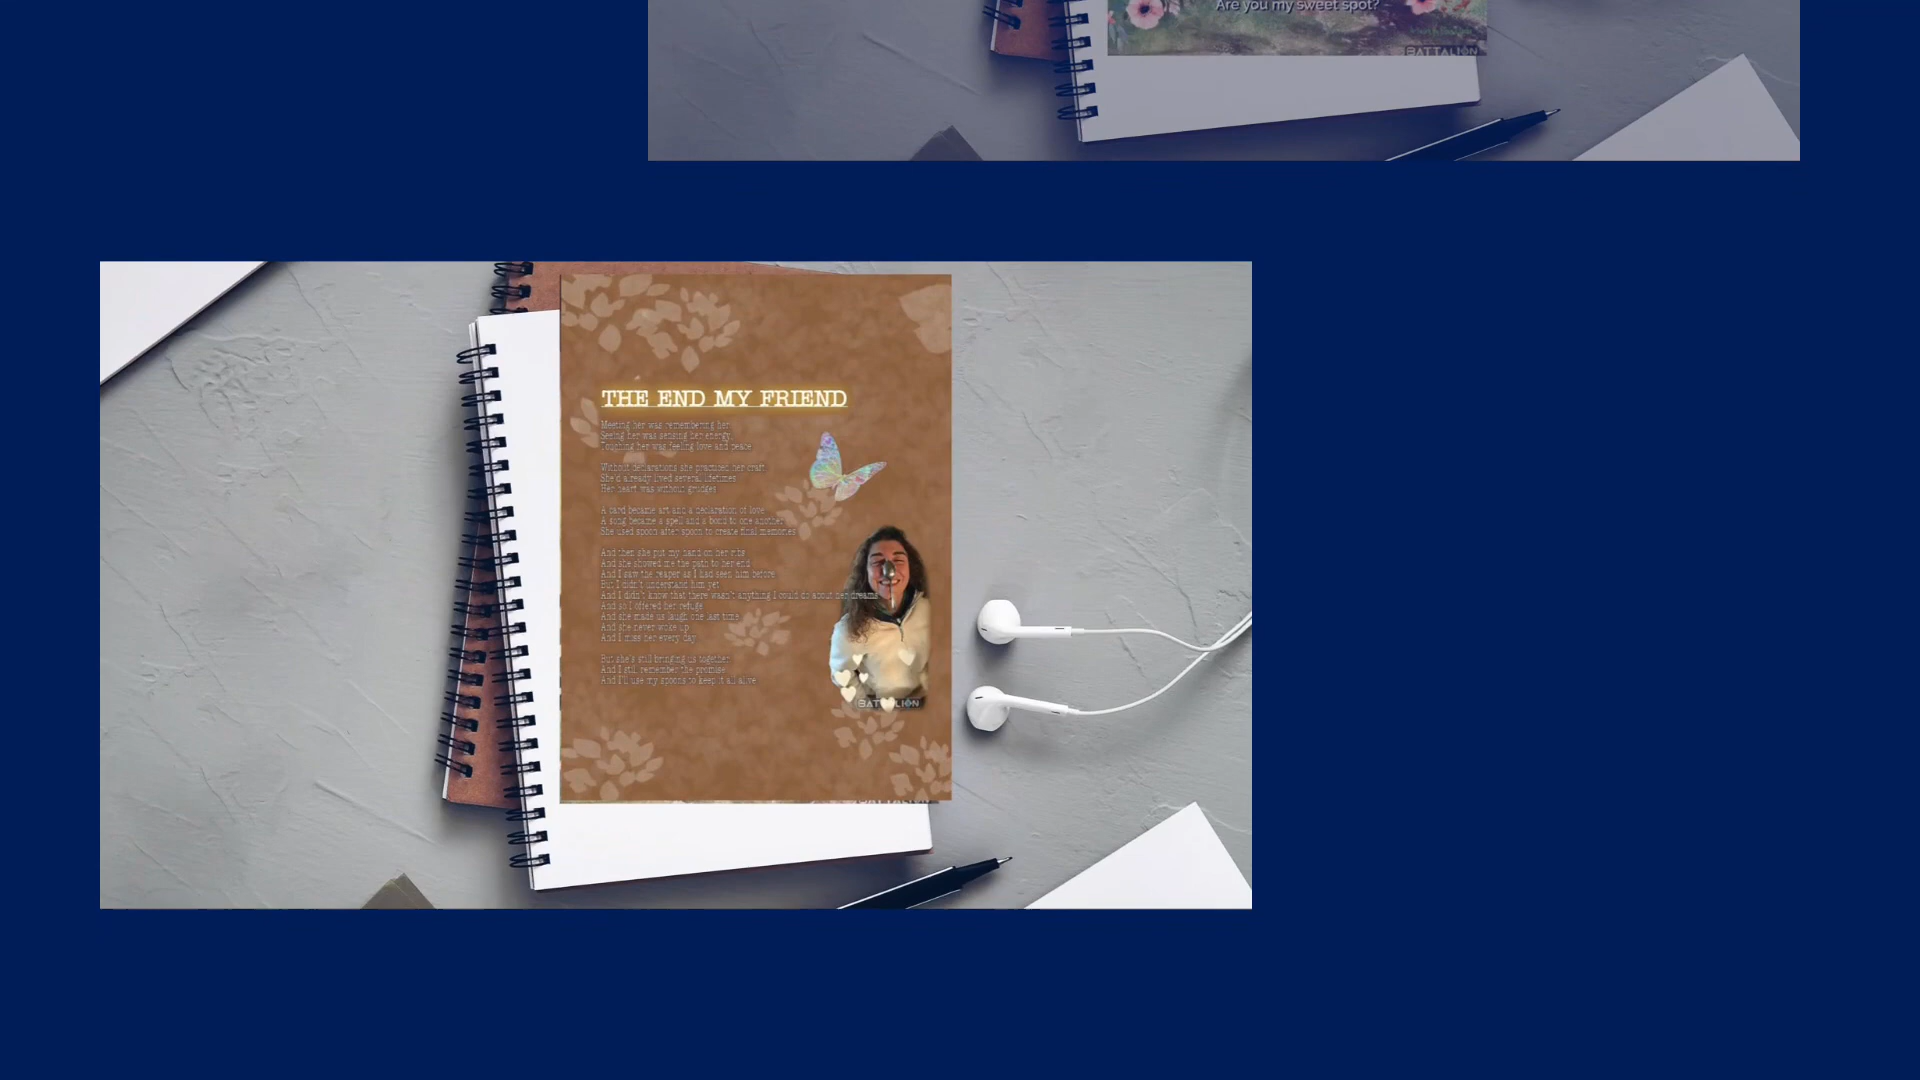 Are you my sweet spot?
BATTALION
THE END MY FRIEND
Meeting her was remembering her
Seeing her was sensing her energy
Touching her was feeling love and peace
Without declarations she practiced her craft
She'd already lived several lifetimes
Her heart was without grudges
A card became art and a declaration of love
A song became a spell and a bond to one another
She used spoon after spoon to create final memories
And then she put my hand on her ribs
And she showed me the path to her end
And I saw the reaper as I had seen him before
But I didn't understand him yet
And I didn't know that there wasn't anything I could do about her dreams
And so I offered her refuge
And she made us laugh one last time
And she never woke up
And I miss her every day
But she's still bringing us together
And I still remember the promise
And I'll use my spoons to keep it all alive
BATTALION
BATTALION